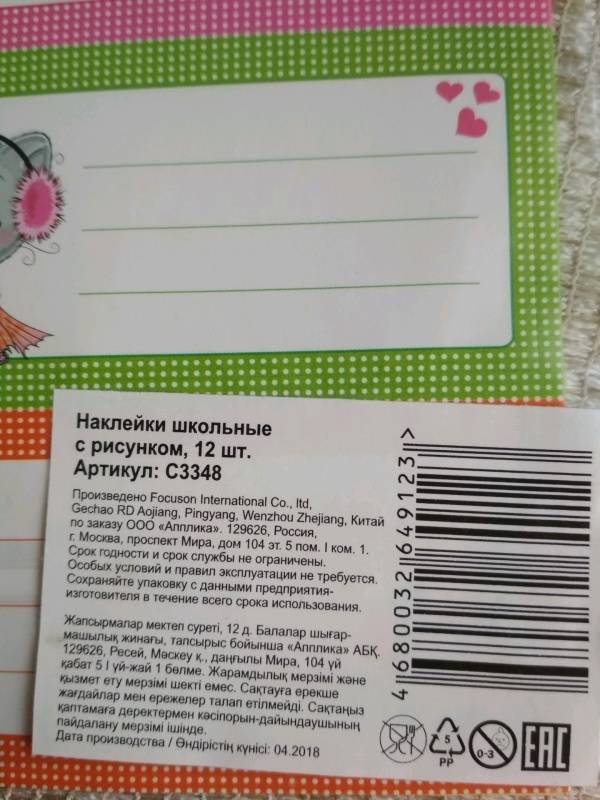 Наклейки школьные
с рисунком, 12 шт.
Артикул: С3348
Произведено Focuson International Co., ltd,
Gechao RD Aojiang, Pingyang, Wenzhou Zhejiang, Китай
по заказу ООО «Апплика». 129626, Россия,
г. Москва, проспект Мира, дом 104 эт. 5 пом. I ком. 1.
Срок годности и срок службы не ограничены.
Особых условий и правил эксплуатации не требуется.
Сохраняйте упаковку с данными предприятия-
изготовителя в течение всего срока использования.
Жапсырмалар мектеп суреті, 12 д. Балалар шығар-
машылық жинағы, тапсырыс бойынша «Апплика» АБҚ.
129626, Ресей, Мәскеу қ., даңғылы Мира, 104 үй
қабат 5 I үй-жай 1 бөлме. Жарамдылық мерзімі және
қызмет ету мерзімі шекті емес. Сақтауға ерекше
жағдайлар мен ережелер талап етілмейді. Сақтаңыз
қаптамаға деректермен кәсіпорын-дайындаушының
пайдалану мерзімі ішінде.
Дата производства / Өндірістің күнісі: 04.2018
4 680032 649123 >
5
PP
0-3
EAC